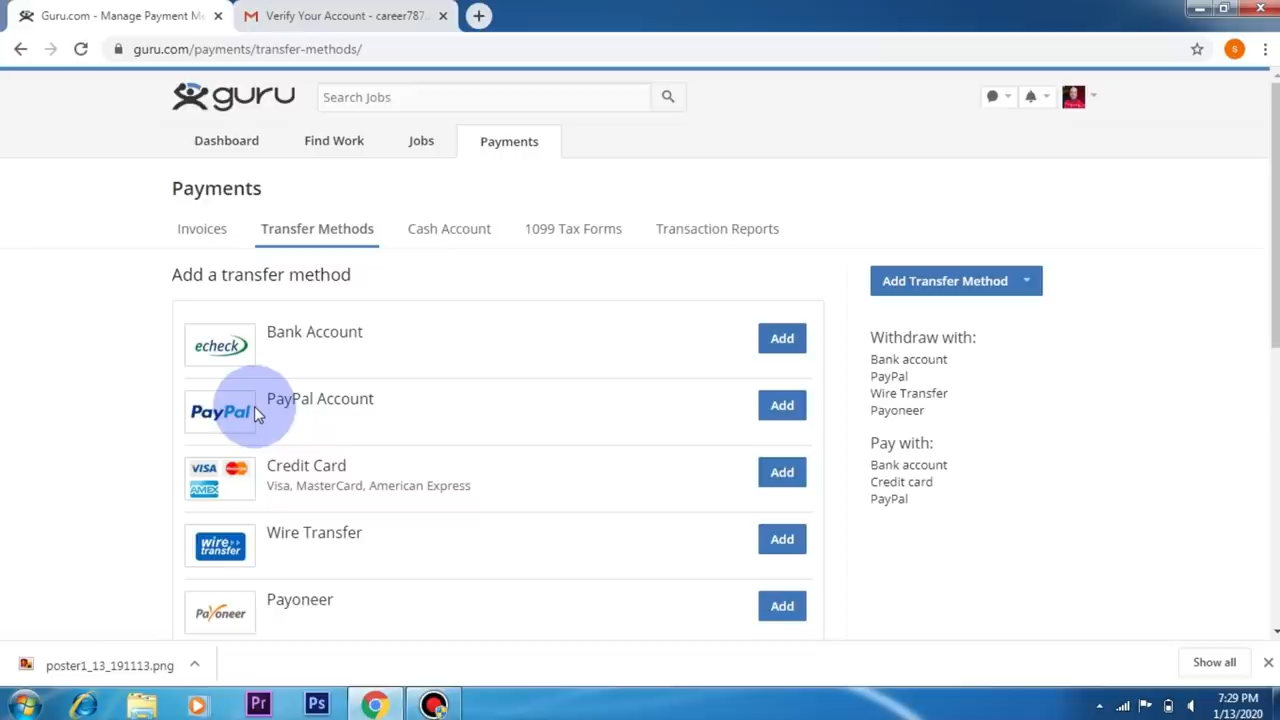 Guru.com - Manage Payment M
Verify Your Account - career787
guru.com/payments/transfer-methods/
S
guru
Search Jobs
Dashboard
Find Work
Jobs
Payments
Payments
Invoices
Transfer Methods
Cash Account
1099 Tax Forms
Transaction Reports
Add a transfer method
Add Transfer Method
echeck
Bank Account
Add
PayPal
PayPal Account
Add
VISA MasterCard
AMEX
Credit Card
Visa, MasterCard, American Express
Add
wire transfer
Wire Transfer
Add
Payoneer
Payoneer
Add
Withdraw with:
Bank account
PayPal
Wire Transfer
Payoneer
Pay with:
Bank account
Credit card
PayPal
poster1_13_191113.png
Show all
Pr
Ps
7:29 PM
1/13/2020